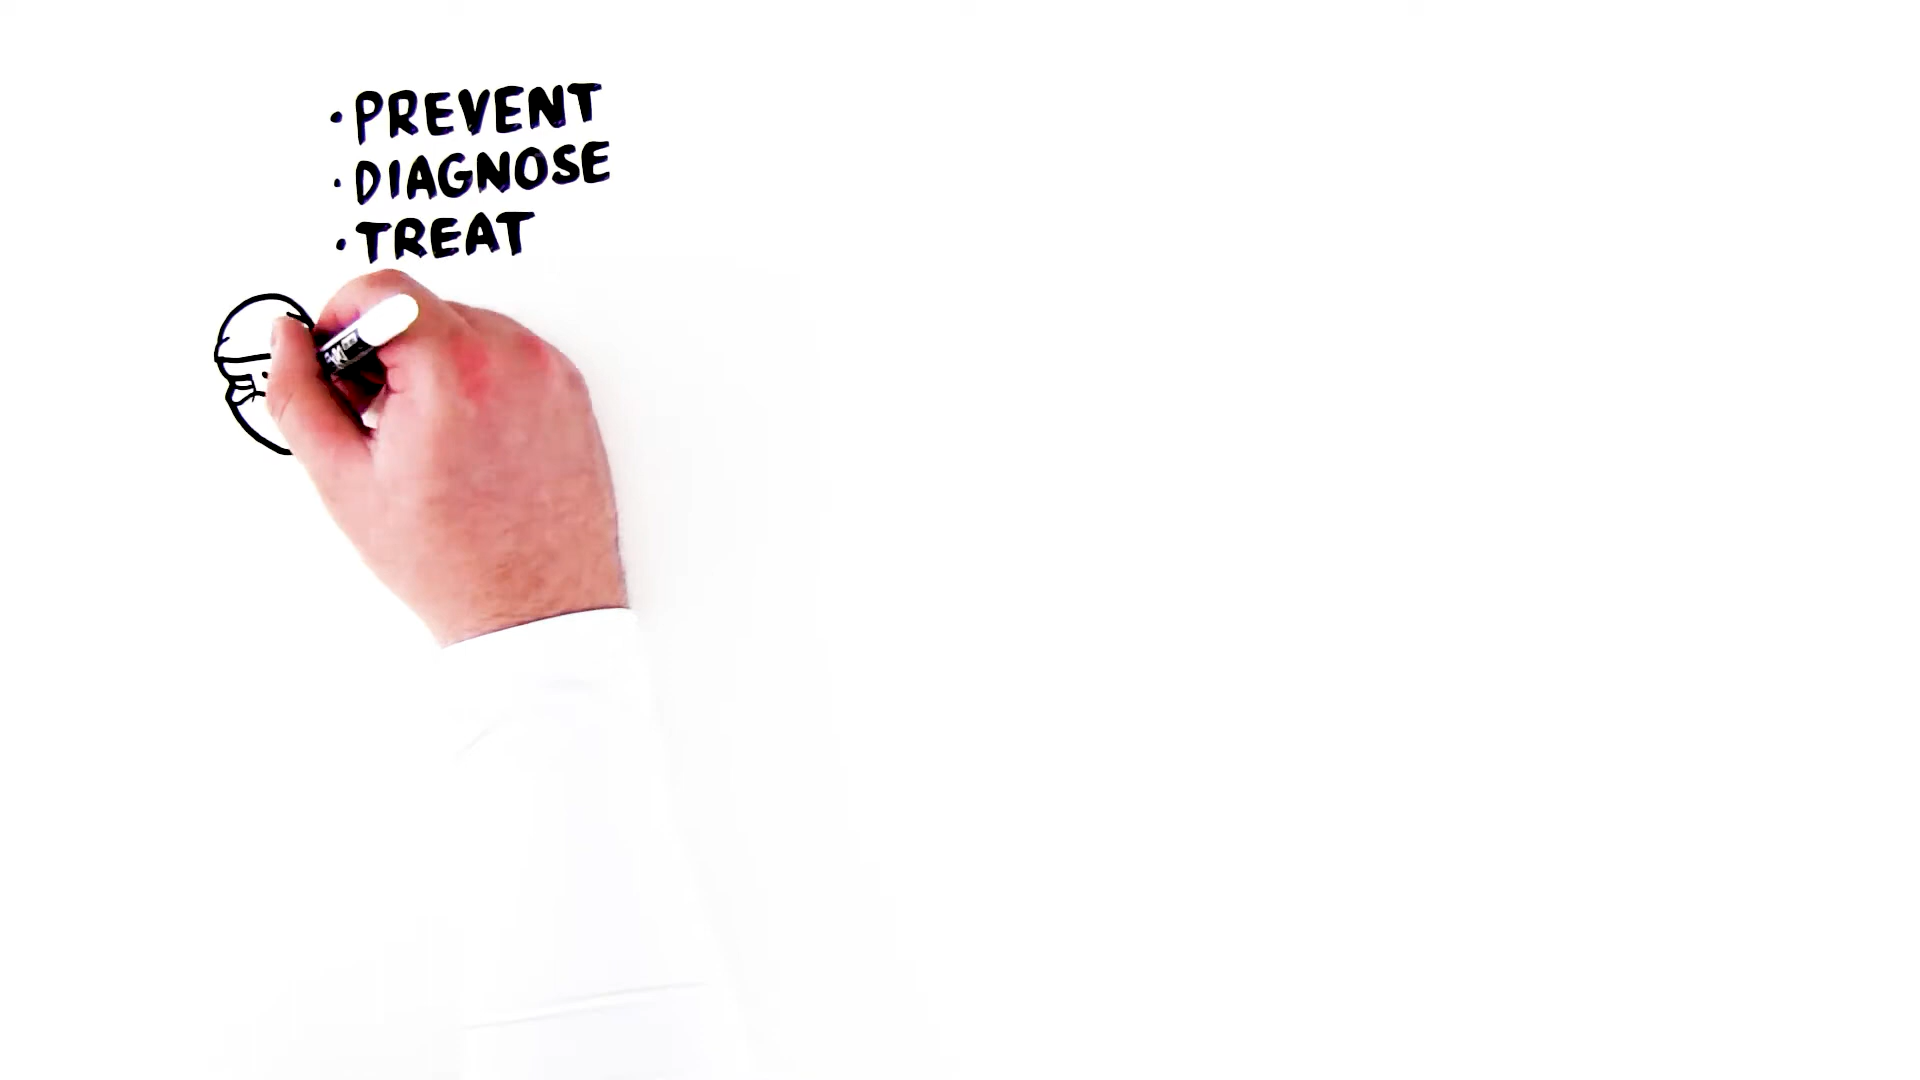 · PREVENT
· DIAGNOSE
· TREAT